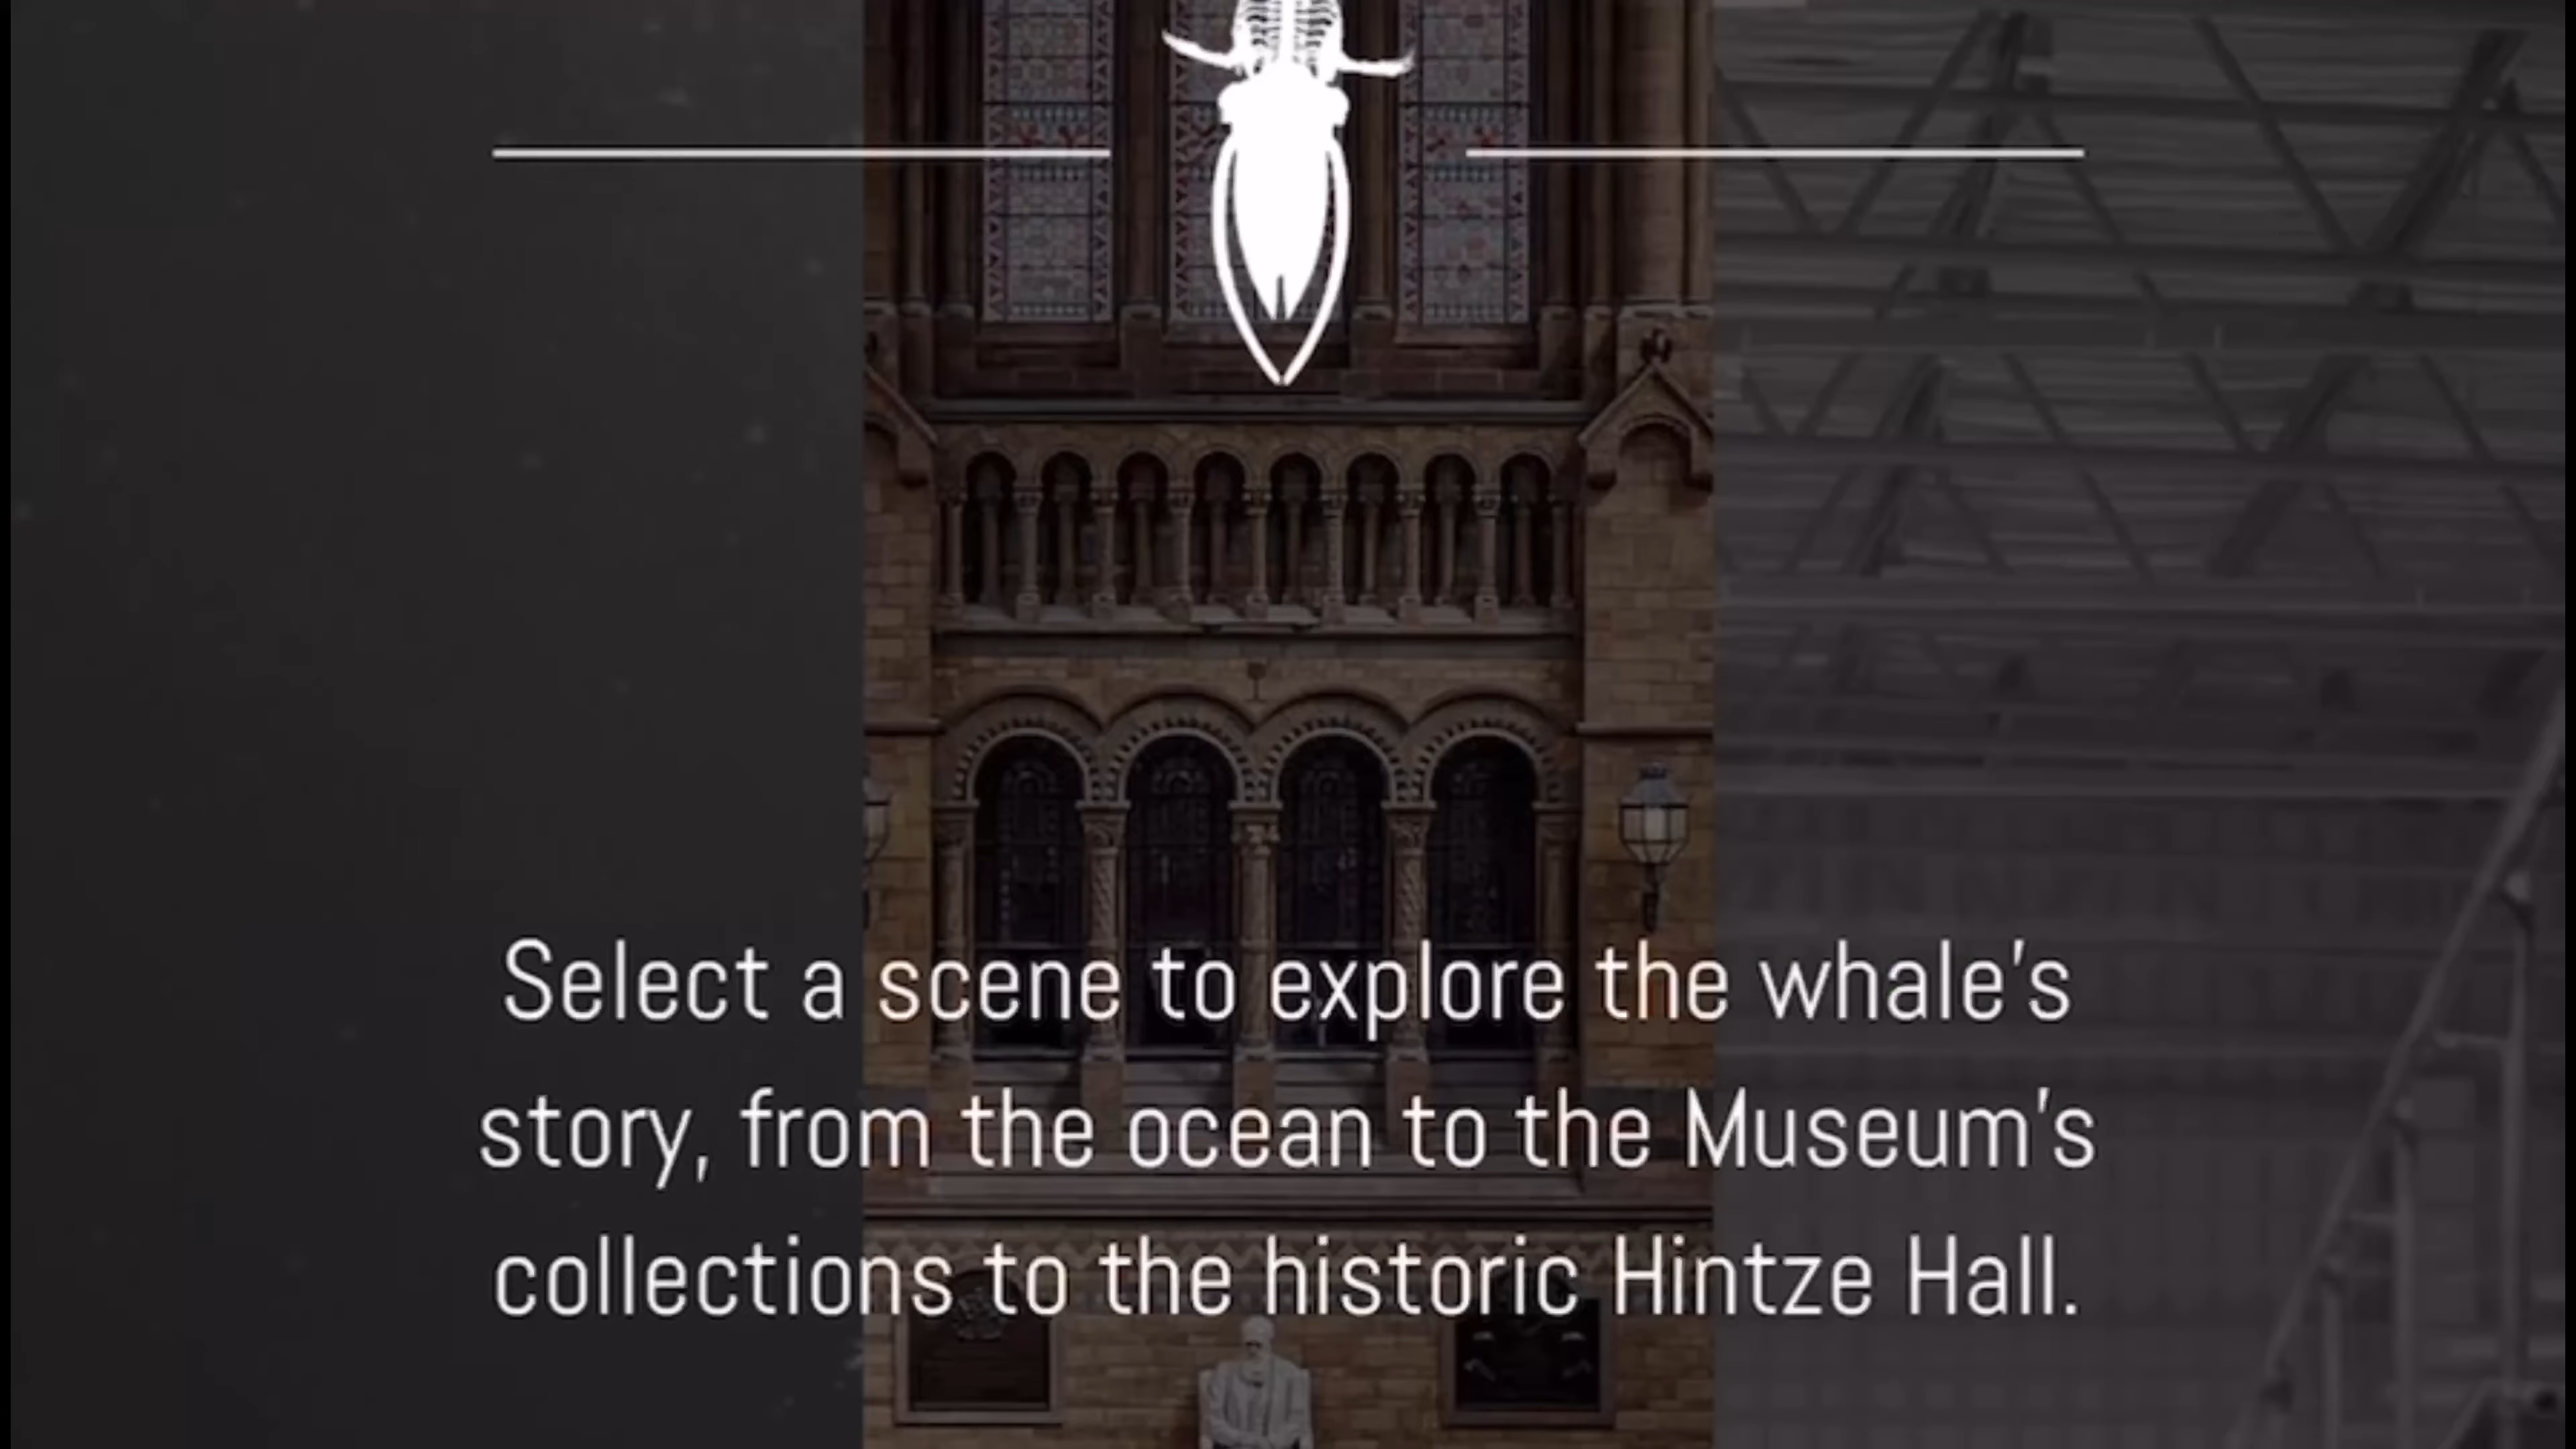 Select a scene to explore the whale's
story, from the ocean to the Museum's
collections to the historic Hintze Hall.